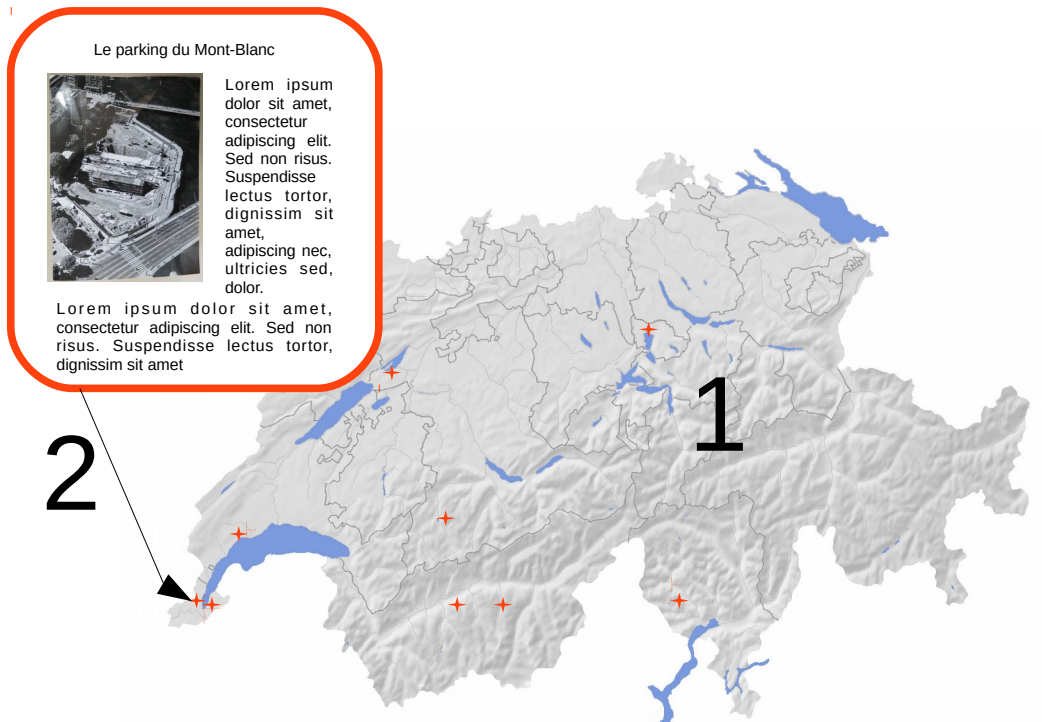 Le parking du Mont-Blanc
Lorem ipsum
dolor sit amet,
consectetur
adipiscing elit.
Sed non risus.
Suspendisse
lectus tortor,
dignissim sit
amet,
adipiscing nec,
ultricies sed,
dolor.
Lorem ipsum dolor sit amet,
consectetur adipiscing elit. Sed non
risus. Suspendisse lectus tortor,
dignissim sit amet
1
2